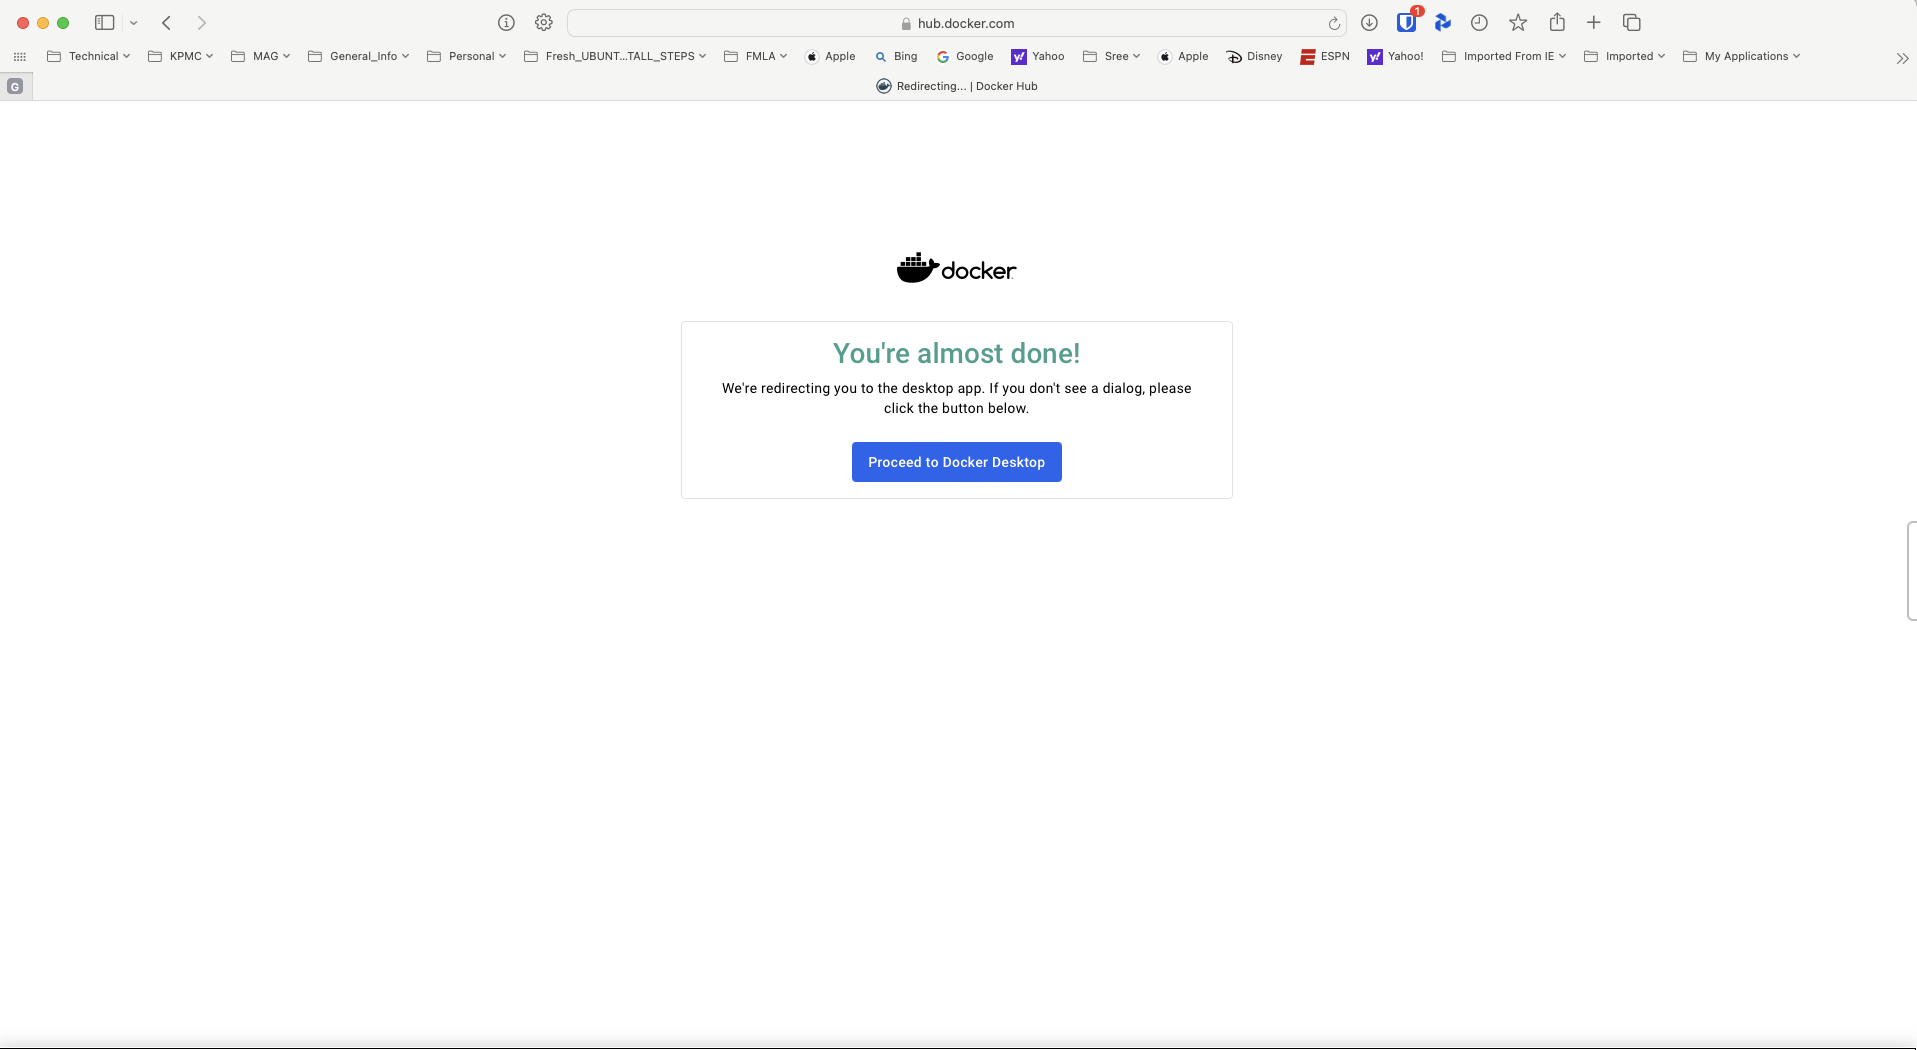 hub.docker.com
1
Technical
KPMC
MAG
General_Info
Personal
Fresh_UBUNT...TALL_STEPS
FMLA
Apple
Bing
Google
Yahoo
Sree
Apple
Disney
ESPN
Yahoo!
Imported From IE
Imported
My Applications
G
Redirecting... | Docker Hub
docker
You're almost done!
We're redirecting you to the desktop app. If you don't see a dialog, please
click the button below.
Proceed to Docker Desktop